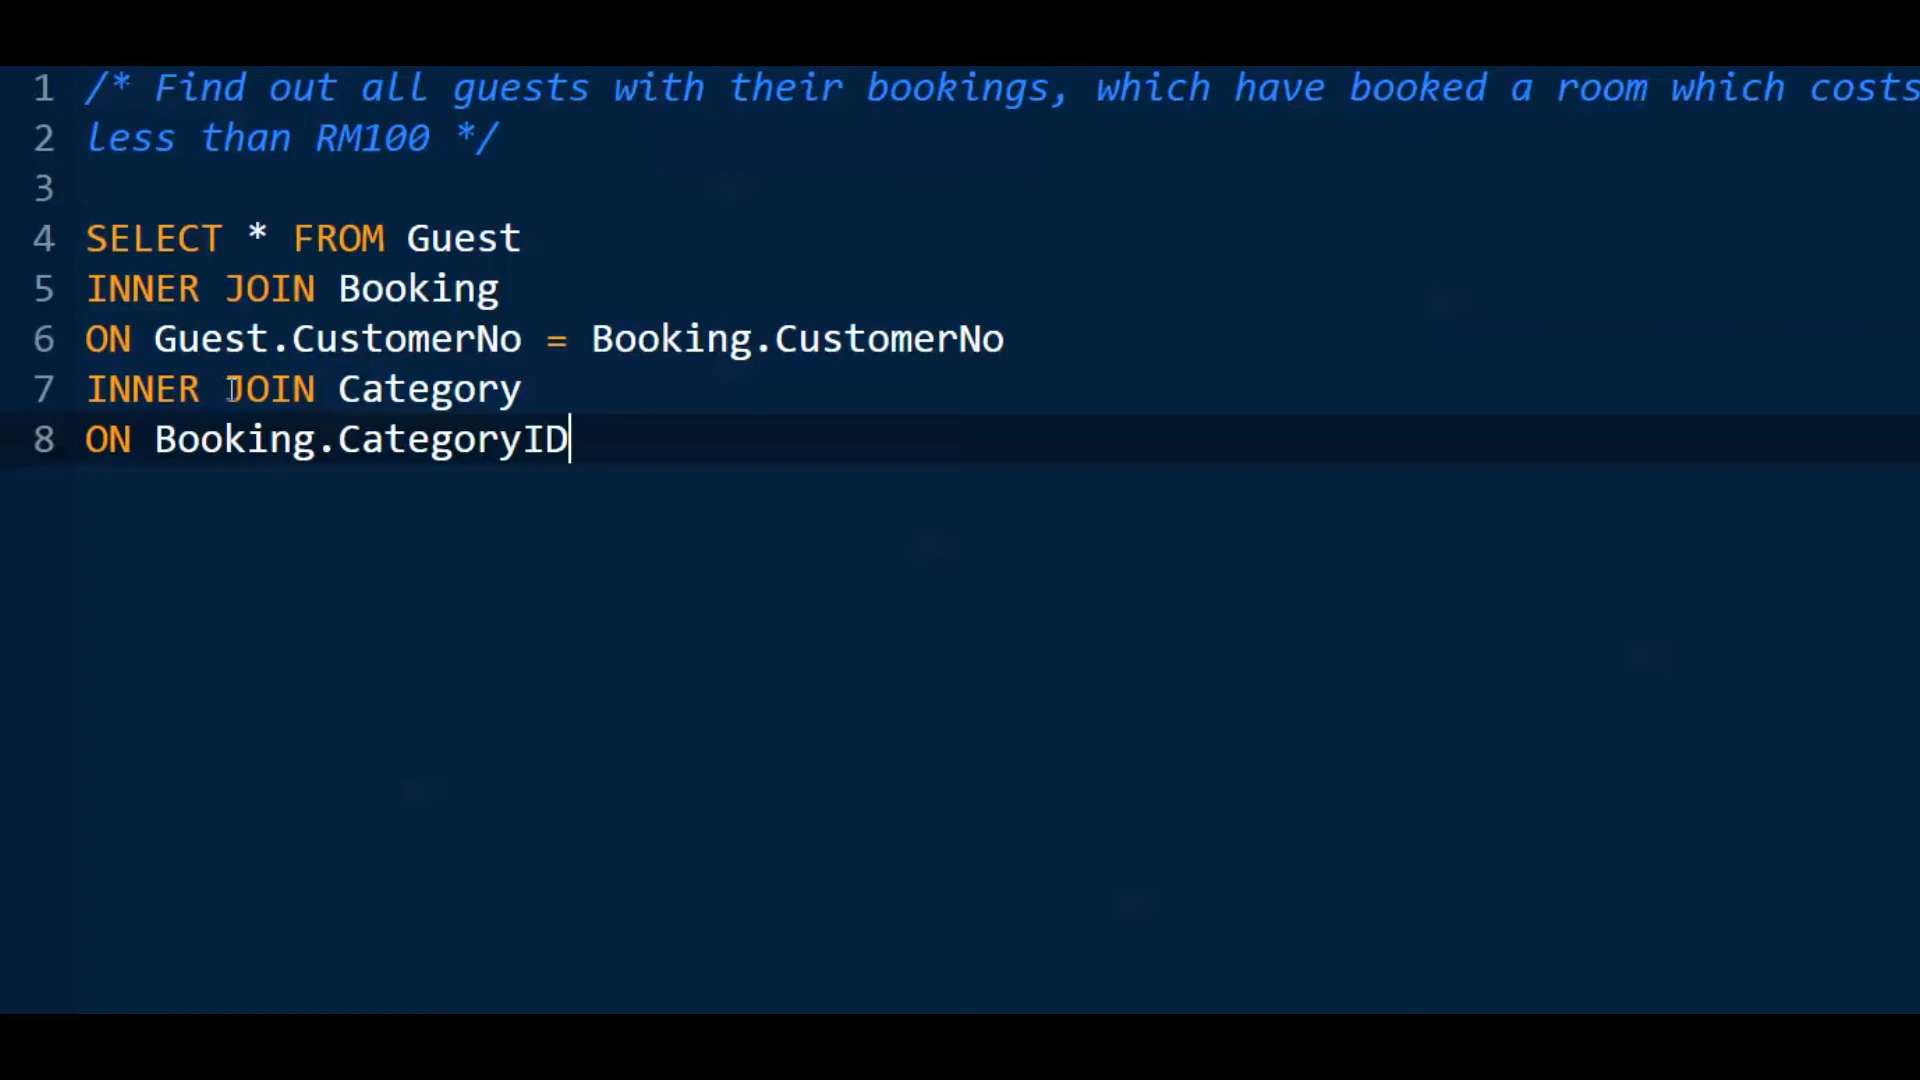 1 /* Find out all guests with their bookings, which have booked a room which costs
2 less than RM100 */
3
4 SELECT * FROM Guest
5 INNER JOIN Booking
6 ON Guest.CustomerNo = Booking.CustomerNo
7 INNER JOIN Category
8 ON Booking.CategoryID